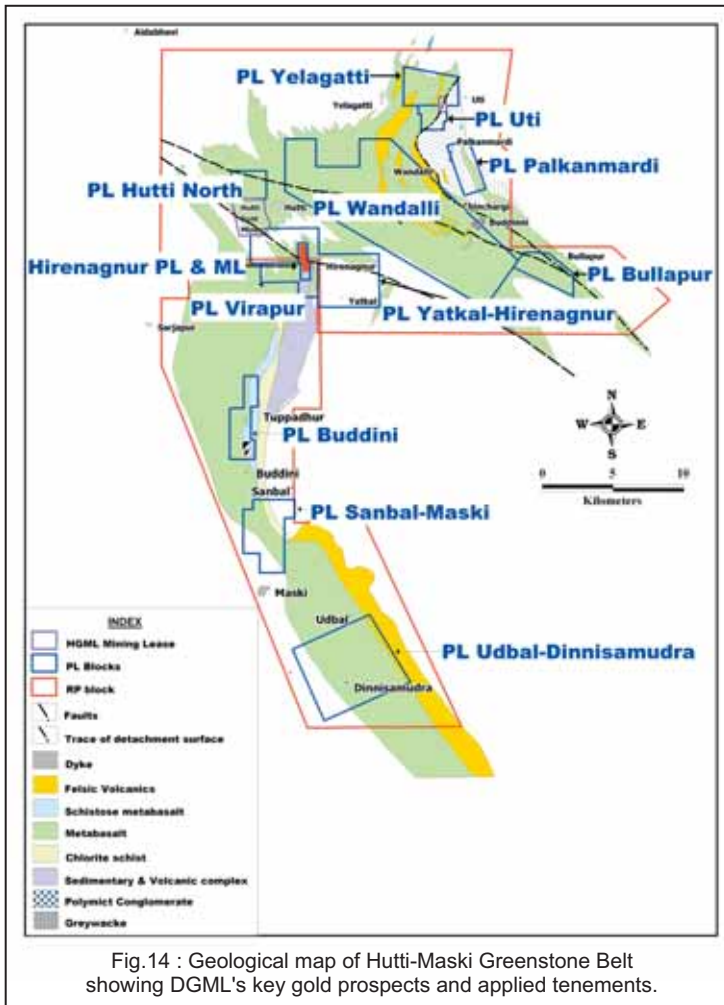 Aidabhavi
PL Yelagatti
Yelagatti
Uti
PL Uti
Palkanmardi
PL Palkanmardi
Wandalli
PL Hutti North
Hutti
PL Wandalli
Chinchargi
Buddinni
Hirenagnur PL & ML
Hirenagnur
Bullapur
PL Bullapur
Yatkal
PL Virapur
PL Yatkal-Hirenagnur
Sarjapur
N
W E
S
Tuppadhur
PL Buddini
0 5 10
Kilometers
Buddini
Sanbal
PL Sanbal-Maski
Maski
Udbal
PL Udbal-Dinnisamudra
Dinnisamudra
INDEX
HGML Mining Lease
PL Blocks
RP block
Faults
Trace of detachment surface
Dyke
Felsic Volcanics
Schistose metabasalt
Metabasalt
Chlorite schist
Sedimentary & Volcanic complex
Polymict Conglomerate
Greywacke
Fig.14 : Geological map of Hutti-Maski Greenstone Belt
showing DGML's key gold prospects and applied tenements.